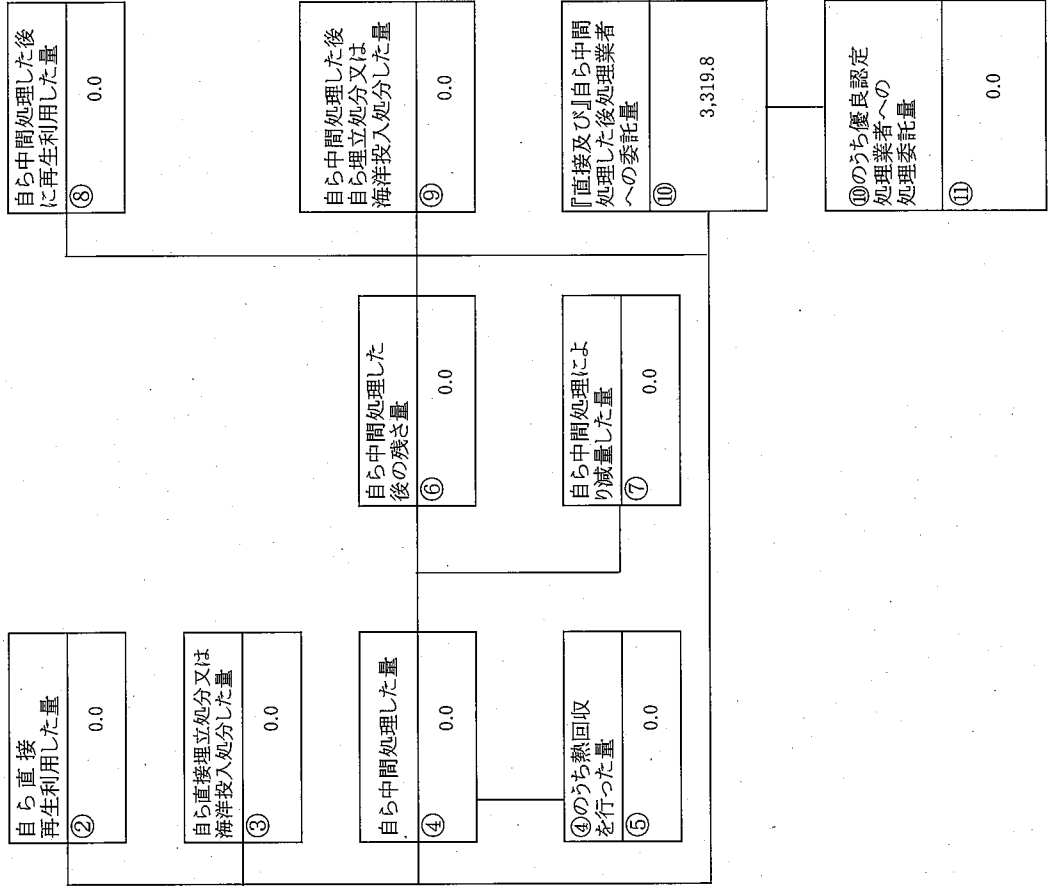 自ら直接
再生利用した量
②
0.0
自ら直接埋立処分又は
海洋投入処分した量
③
0.0
自ら中間処理した量
④
0.0
④のうち熱回収
を行った量
⑤
0.0
自ら中間処理した
後の残さ量
⑥
0.0
自ら中間処理によ
り減量した量
⑦
0.0
自ら中間処理した後
に再生利用した量
⑧
0.0
自ら中間処理した後
自ら埋立処分又は
海洋投入処分した量
⑨
0.0
『直接及び』自ら中間
処理した後処理業者
への委託量
⑩
3,319.8
⑩のうち優良認定
処理業者への
処理委託量
⑪
0.0